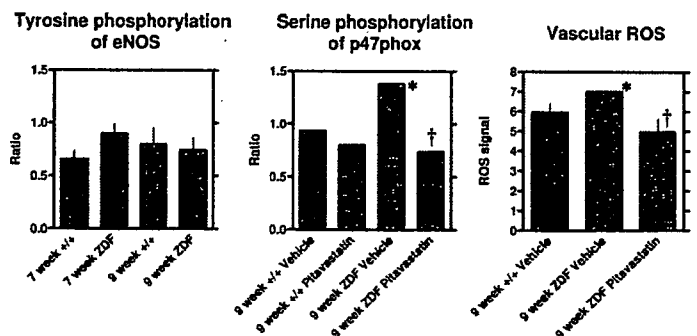 Tyrosine phosphorylation
of eNOS
1.5
1.0
0.5
0.0
Ratio
7 week +/+
7 week ZDF
9 week +/+
9 week ZDF
Serine phosphorylation
of p47phox
1.5
1.0
0.5
0.0
Ratio
*
†
9 week +/+ Vehicle
9 week +/+ Pitavastatin
9 week ZDF Vehicle
9 week ZDF Pitavastatin
Vascular ROS
8
7
6
5
4
3
2
1
0
ROS signal
*
†
9 week +/+ Vehicle
9 week ZDF Vehicle
9 week ZDF Pitavastatin